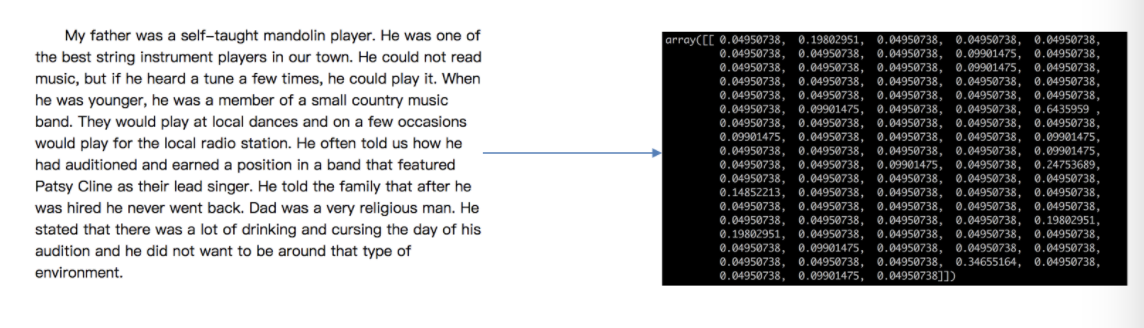 My father was a self-taught mandolin player. He was one of
the best string instrument players in our town. He could not read
music, but if he heard a tune a few times, he could play it. When
he was younger, he was a member of a small country music
band. They would play at local dances and on a few occasions
would play for the local radio station. He often told us how he
had auditioned and earned a position in a band that featured
Patsy Cline as their lead singer. He told the family that after he
was hired he never went back. Dad was a very religious man. He
stated that there was a lot of drinking and cursing the day of his
audition and he did not want to be around that type of
environment.
array([[ 0.04950738, 0.19802951, 0.04950738, 0.04950738, 0.04950738,
0.04950738, 0.04950738, 0.04950738, 0.09901475, 0.04950738,
0.04950738, 0.04950738, 0.04950738, 0.09901475, 0.04950738,
0.04950738, 0.04950738, 0.04950738, 0.04950738, 0.04950738,
0.04950738, 0.04950738, 0.04950738, 0.04950738, 0.04950738,
0.04950738, 0.09901475, 0.04950738, 0.04950738, 0.6435959 ,
0.04950738, 0.04950738, 0.04950738, 0.04950738, 0.04950738,
0.09901475, 0.04950738, 0.04950738, 0.04950738, 0.09901475,
0.04950738, 0.04950738, 0.04950738, 0.04950738, 0.09901475,
0.04950738, 0.04950738, 0.09901475, 0.04950738, 0.24753689,
0.04950738, 0.04950738, 0.04950738, 0.04950738, 0.04950738,
0.14852213, 0.04950738, 0.04950738, 0.04950738, 0.04950738,
0.04950738, 0.04950738, 0.04950738, 0.04950738, 0.04950738,
0.04950738, 0.04950738, 0.04950738, 0.04950738, 0.19802951,
0.19802951, 0.04950738, 0.04950738, 0.04950738, 0.04950738,
0.04950738, 0.09901475, 0.04950738, 0.04950738, 0.04950738,
0.04950738, 0.04950738, 0.04950738, 0.34655164, 0.04950738,
0.04950738, 0.09901475, 0.04950738]])